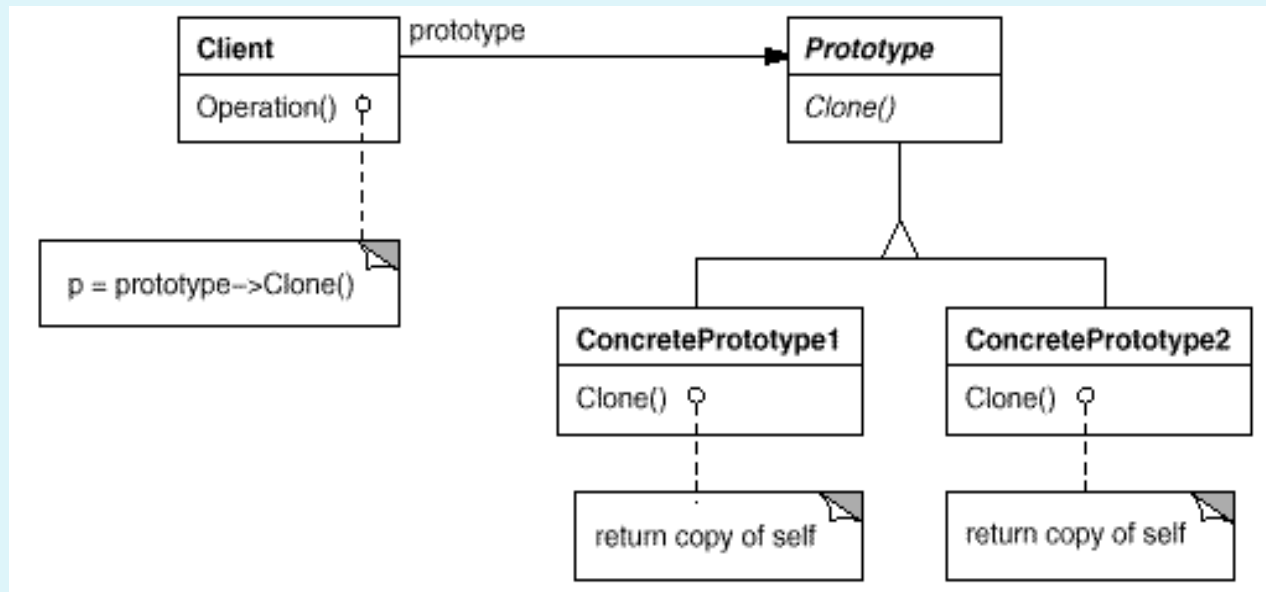 Client
prototype
Prototype
Operation()
Clone()
p = prototype->Clone()
ConcretePrototype1
ConcretePrototype2
Clone()
Clone()
return copy of self
return copy of self